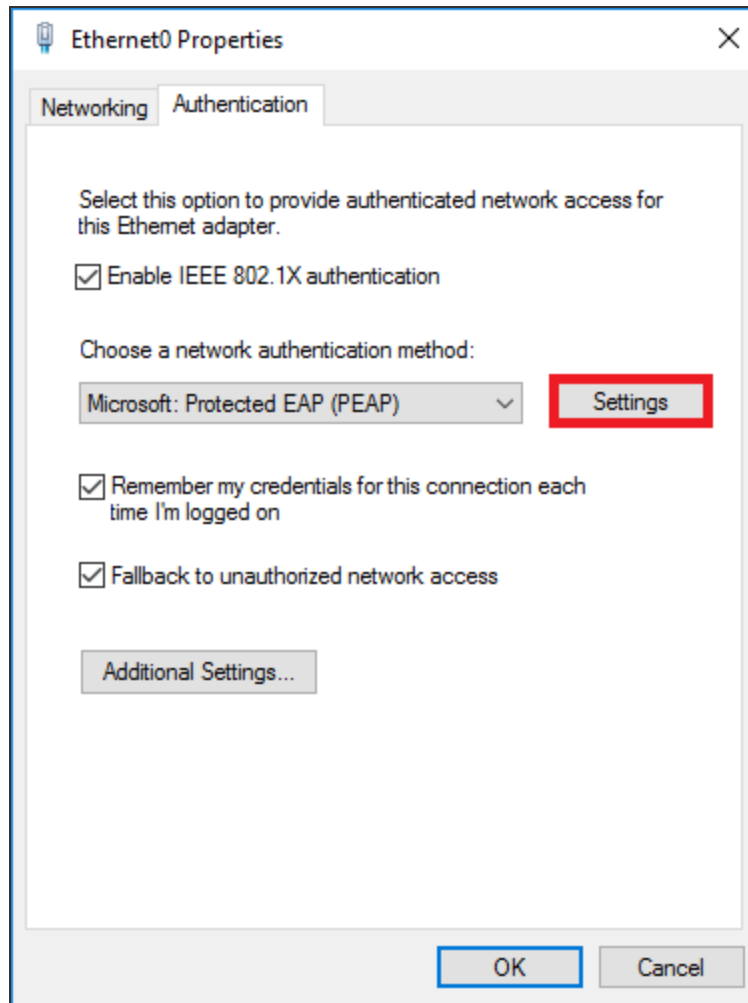 Ethernet0 Properties
Networking
Authentication
Select this option to provide authenticated network access for
this Ethernet adapter.
Enable IEEE 802.1X authentication
Choose a network authentication method:
Microsoft: Protected EAP (PEAP)
Settings
Remember my credentials for this connection each
time I'm logged on
Fallback to unauthorized network access
Additional Settings...
OK
Cancel